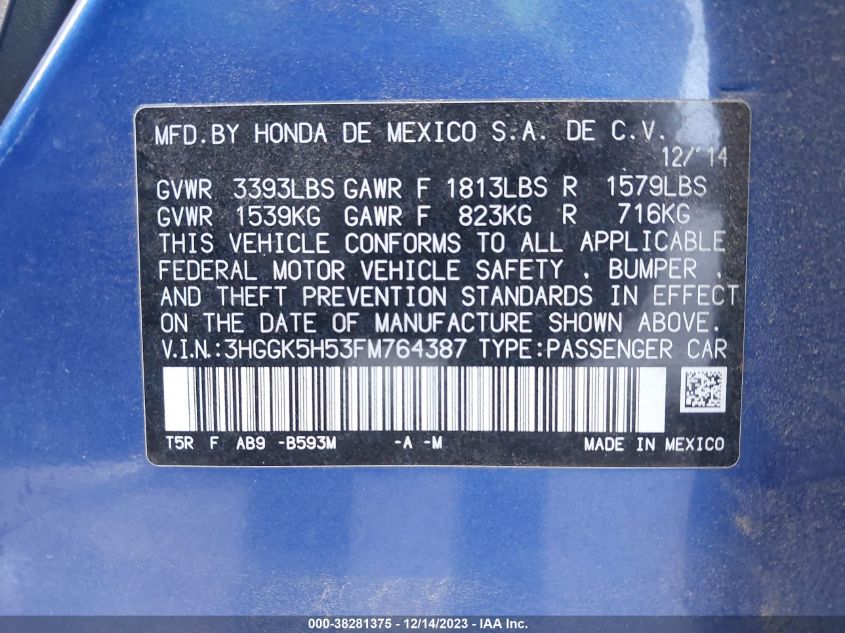 MFD.BY HONDA DE MEXICO S.A. DE C.V.
12/14
GVWR 3393LBS GAWR F 1813LBS R 1579LBS
GVWR 1539KG GAWR F 823KG R 716KG
THIS VEHICLE CONFORMS TO ALL APPLICABLE
FEDERAL MOTOR VEHICLE SAFETY , BUMPER ,
AND THEFT PREVENTION STANDARDS IN EFFECT
ON THE DATE OF MANUFACTURE SHOWN ABOVE.
V.I.N.:3HGGK5H53FM764387 TYPE:PASSENGER CAR
T5R F AB9 -B593M -A -M MADE IN MEXICO
000-38281375 - 12/14/2023 - IAA Inc.